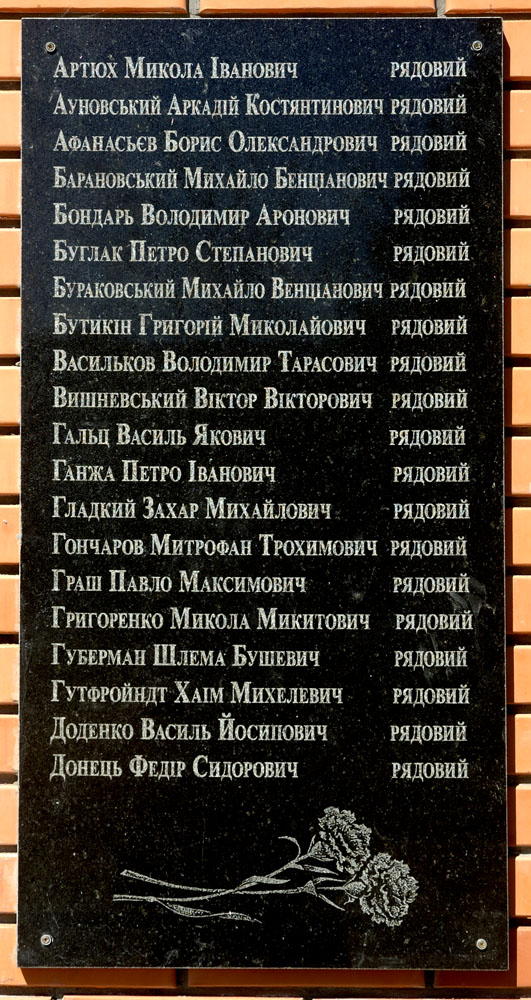 Артюх Микола Іванович рядовий
Ауновський Аркадій Костянтинович рядовий
Афанасьєв Борис Олександрович рядовий
Барановський Михайло Бенціанович рядовий
Бондарь Володимир Аронович рядовий
Буглак Петро Степанович рядовий
Бураковський Михайло Венціанович рядовий
Бутикін Григорій Миколайович рядовий
Васильков Володимир Тарасович рядовий
Вишневський Віктор Вікторович рядовий
Гальц Василь Якович рядовий
Ганжа Петро Іванович рядовий
Гладкий Захар Михайлович рядовий
Гончаров Митрофан Трохимович рядовий
Граш Павло Максимович рядовий
Григоренко Микола Микитович рядовий
Губерман Шлема Бушевич рядовий
Гутфройндт Хаім Михелевич рядовий
Доденко Василь Йосипович рядовий
Донець Федір Сидорович рядовий